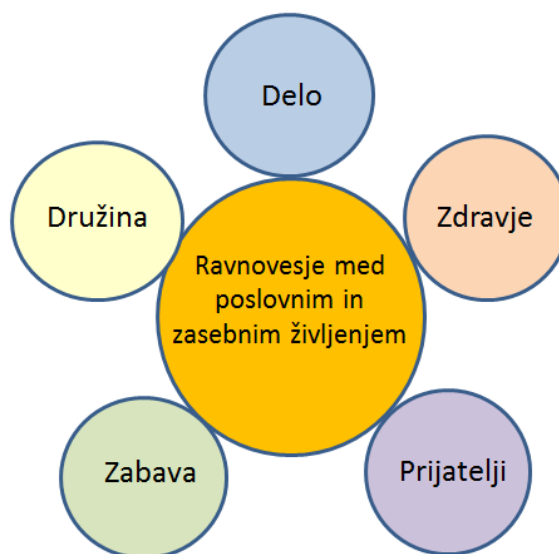 Delo
Družina
Zdravje
Ravnovesje med
poslovnim in
zasebnim življenjem
Zabava
Prijatelji